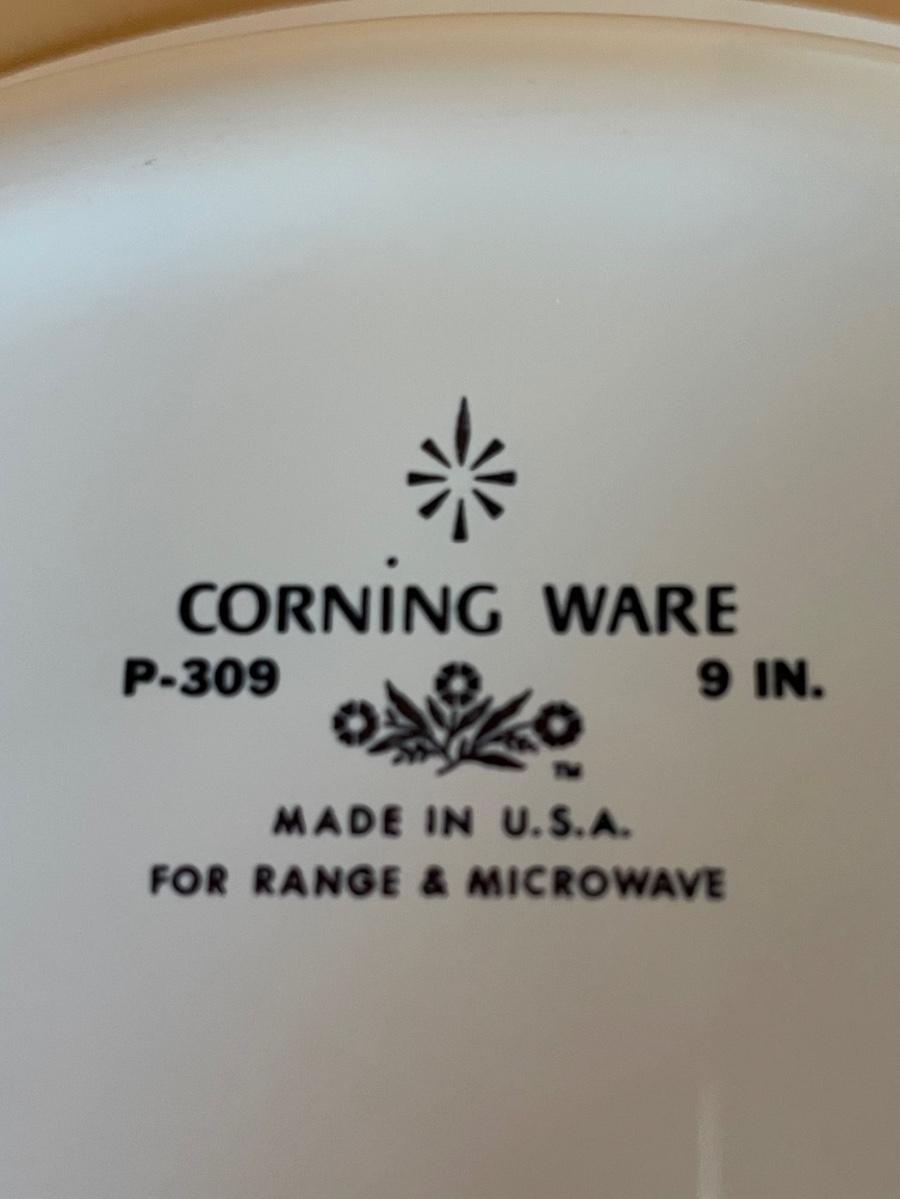 CORNING WARE
P-309 9 IN.
TM
MADE IN U.S.A.
FOR RANGE & MICROWAVE